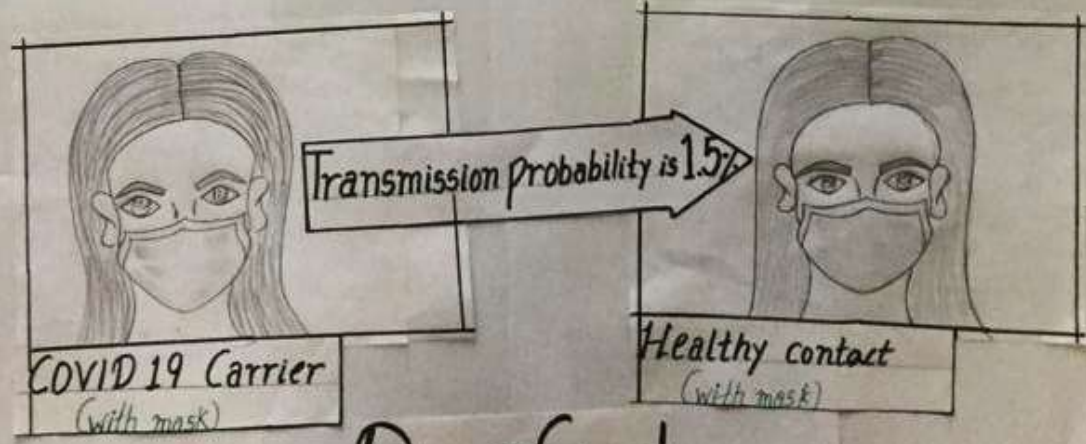 Transmission probability is 1.5%
COVID 19 Carrier
(with mask)
Healthy contact
(with mask)